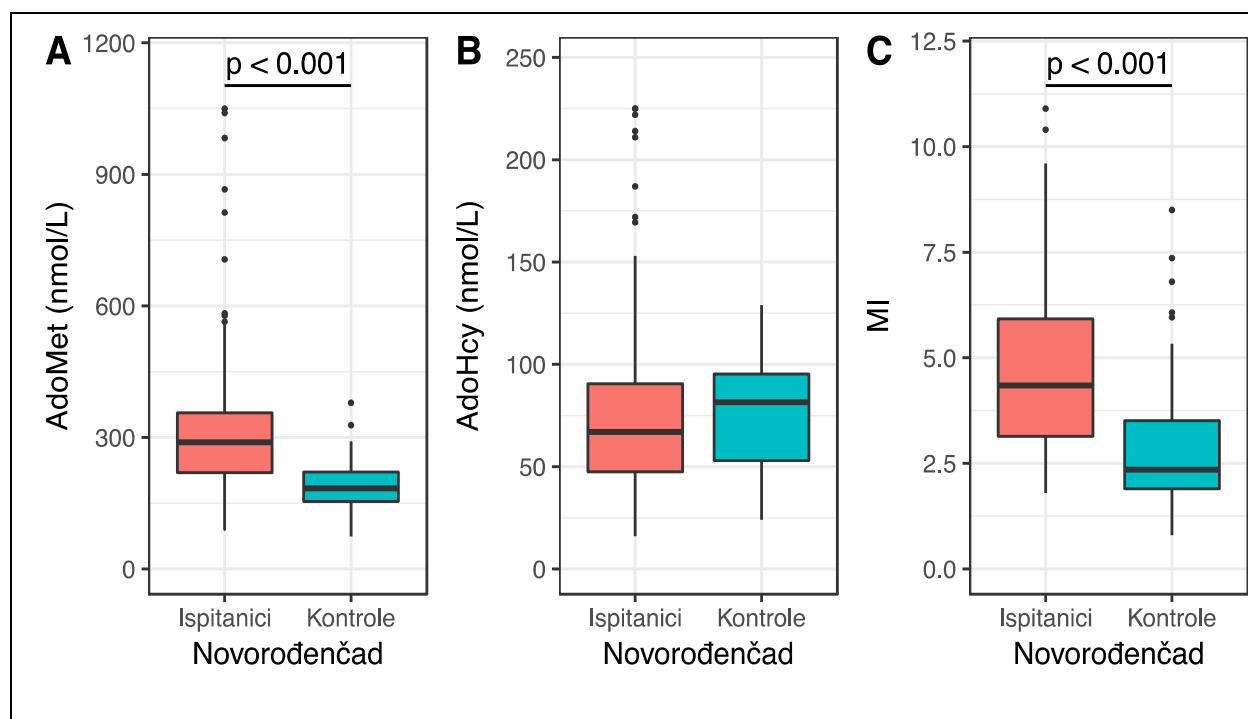 A
1200
900
600
300
0
AdoMet (nmol/L)
p < 0.001
Ispitanici Kontrole
Novorođenčad
B
250
200
150
100
50
0
AdoHcy (nmol/L)
Ispitanici Kontrole
Novorođenčad
C
12.5
10.0
7.5
5.0
2.5
0.0
MI
p < 0.001
Ispitanici Kontrole
Novorođenčad